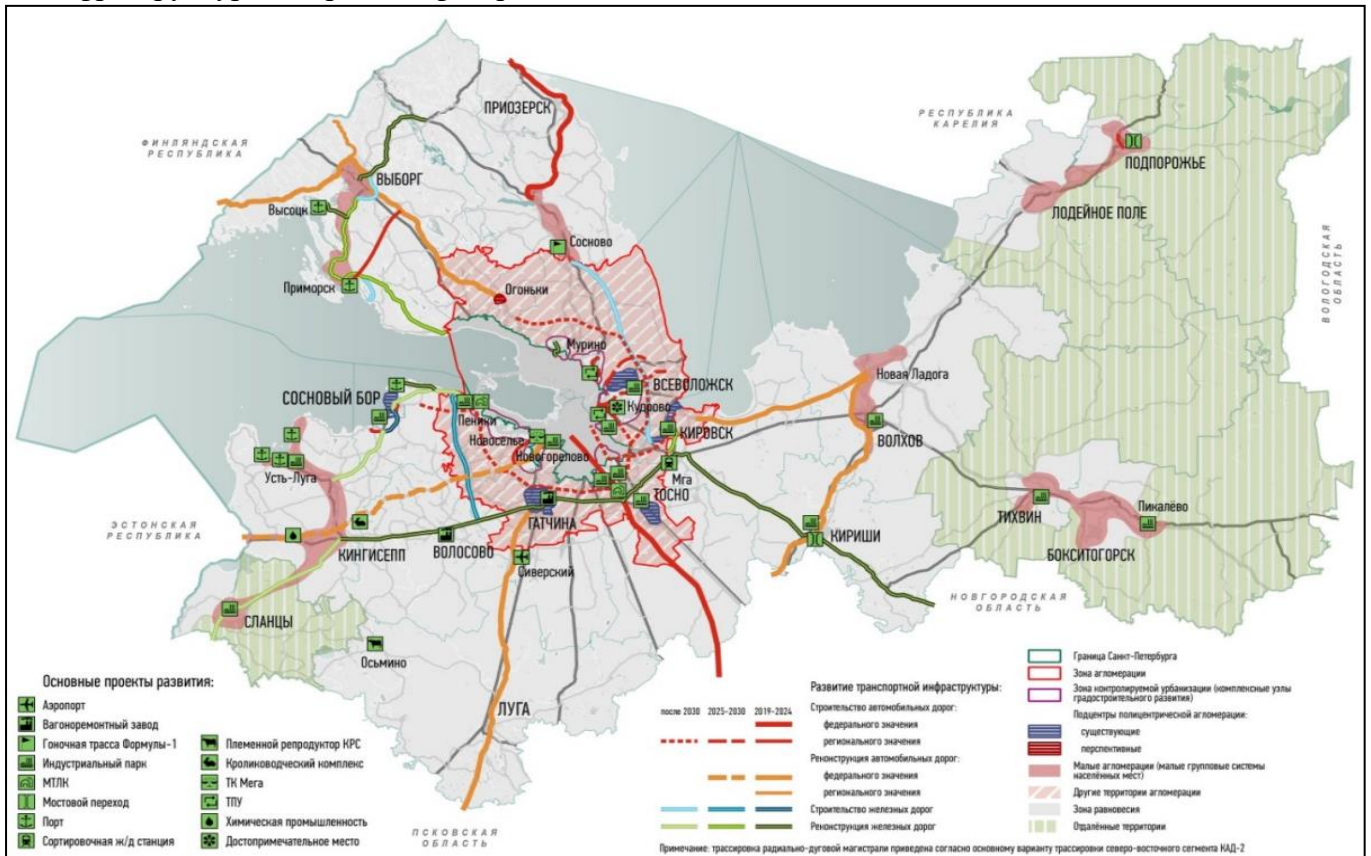 ПРИОЗЕРСК
ФИНЛЯНДСКАЯ
РЕСПУБЛИКА
РЕСПУБЛИКА
КАРЕЛИЯ
ПОДПОРОЖЬЕ
ВЫБОРГ
Высоцк
ЛОДЕЙНОЕ ПОЛЕ
Сосново
ВОЛОГОДСКАЯ
ОБЛАСТЬ
Приморск
Огоньки
Мурино
Новая Ладога
СОСНОВЫЙ БОР
ВСЕВОЛОЖСК
Кудрово
Пеники
КИРОВСК
ВОЛХОВ
Новоселье
Новогорелово
Усть-Луга
Мга
ТОСНО
ТИХВИН
Пикалёво
ЭСТОНСКАЯ
РЕСПУБЛИКА
ГАТЧИНА
КИРИШИ
БОКСИТОГОРСК
КИНГИСЕПП
ВОЛОСОВО
Сиверский
НОВГОРОДСКАЯ
ОБЛАСТЬ
СЛАНЦЫ
Осьмино
ЛУГА
ПСКОВСКАЯ
ОБЛАСТЬ
Основные проекты развития:
Аэропорт
Вагоноремонтный завод
Гоночная трасса Формулы-1
Индустриальный парк
МТЛК
Мостовой переход
Порт
Сортировочная ж/д станция
Племенной репродуктор КРС
Кролиководческий комплекс
ТК Мега
ТПУ
Химическая промышленность
Достопримечательное место
Развитие транспортной инфраструктуры:
после 2030 2025-2030 2019-2024
Строительство автомобильных дорог:
федерального значения
регионального значения
Реконструкция автомобильных дорог:
федерального значения
регионального значения
Строительство железных дорог
Реконструкция железных дорог
Граница Санкт-Петербурга
Зона агломерации
Зона контролируемой урбанизации (комплексные узлы
градостроительного развития)
Подцентры полицентрической агломерации:
существующие
перспективные
Малые агломерации (малые групповые системы
населённых мест)
Другие территории агломерации
Зона равновесия
Отдалённые территории
Примечание: трассировка радиально-дуговой магистрали приведена согласно основному варианту трассировки северо-восточного сегмента КАД-2